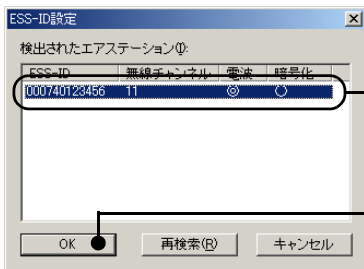 ESS-ID設定
検出されたエアステーション(I):
ESS-ID 無線チャンネル 電波 暗号化
000740123456 11 ◎ ○
OK 再検索(R) キャンセル